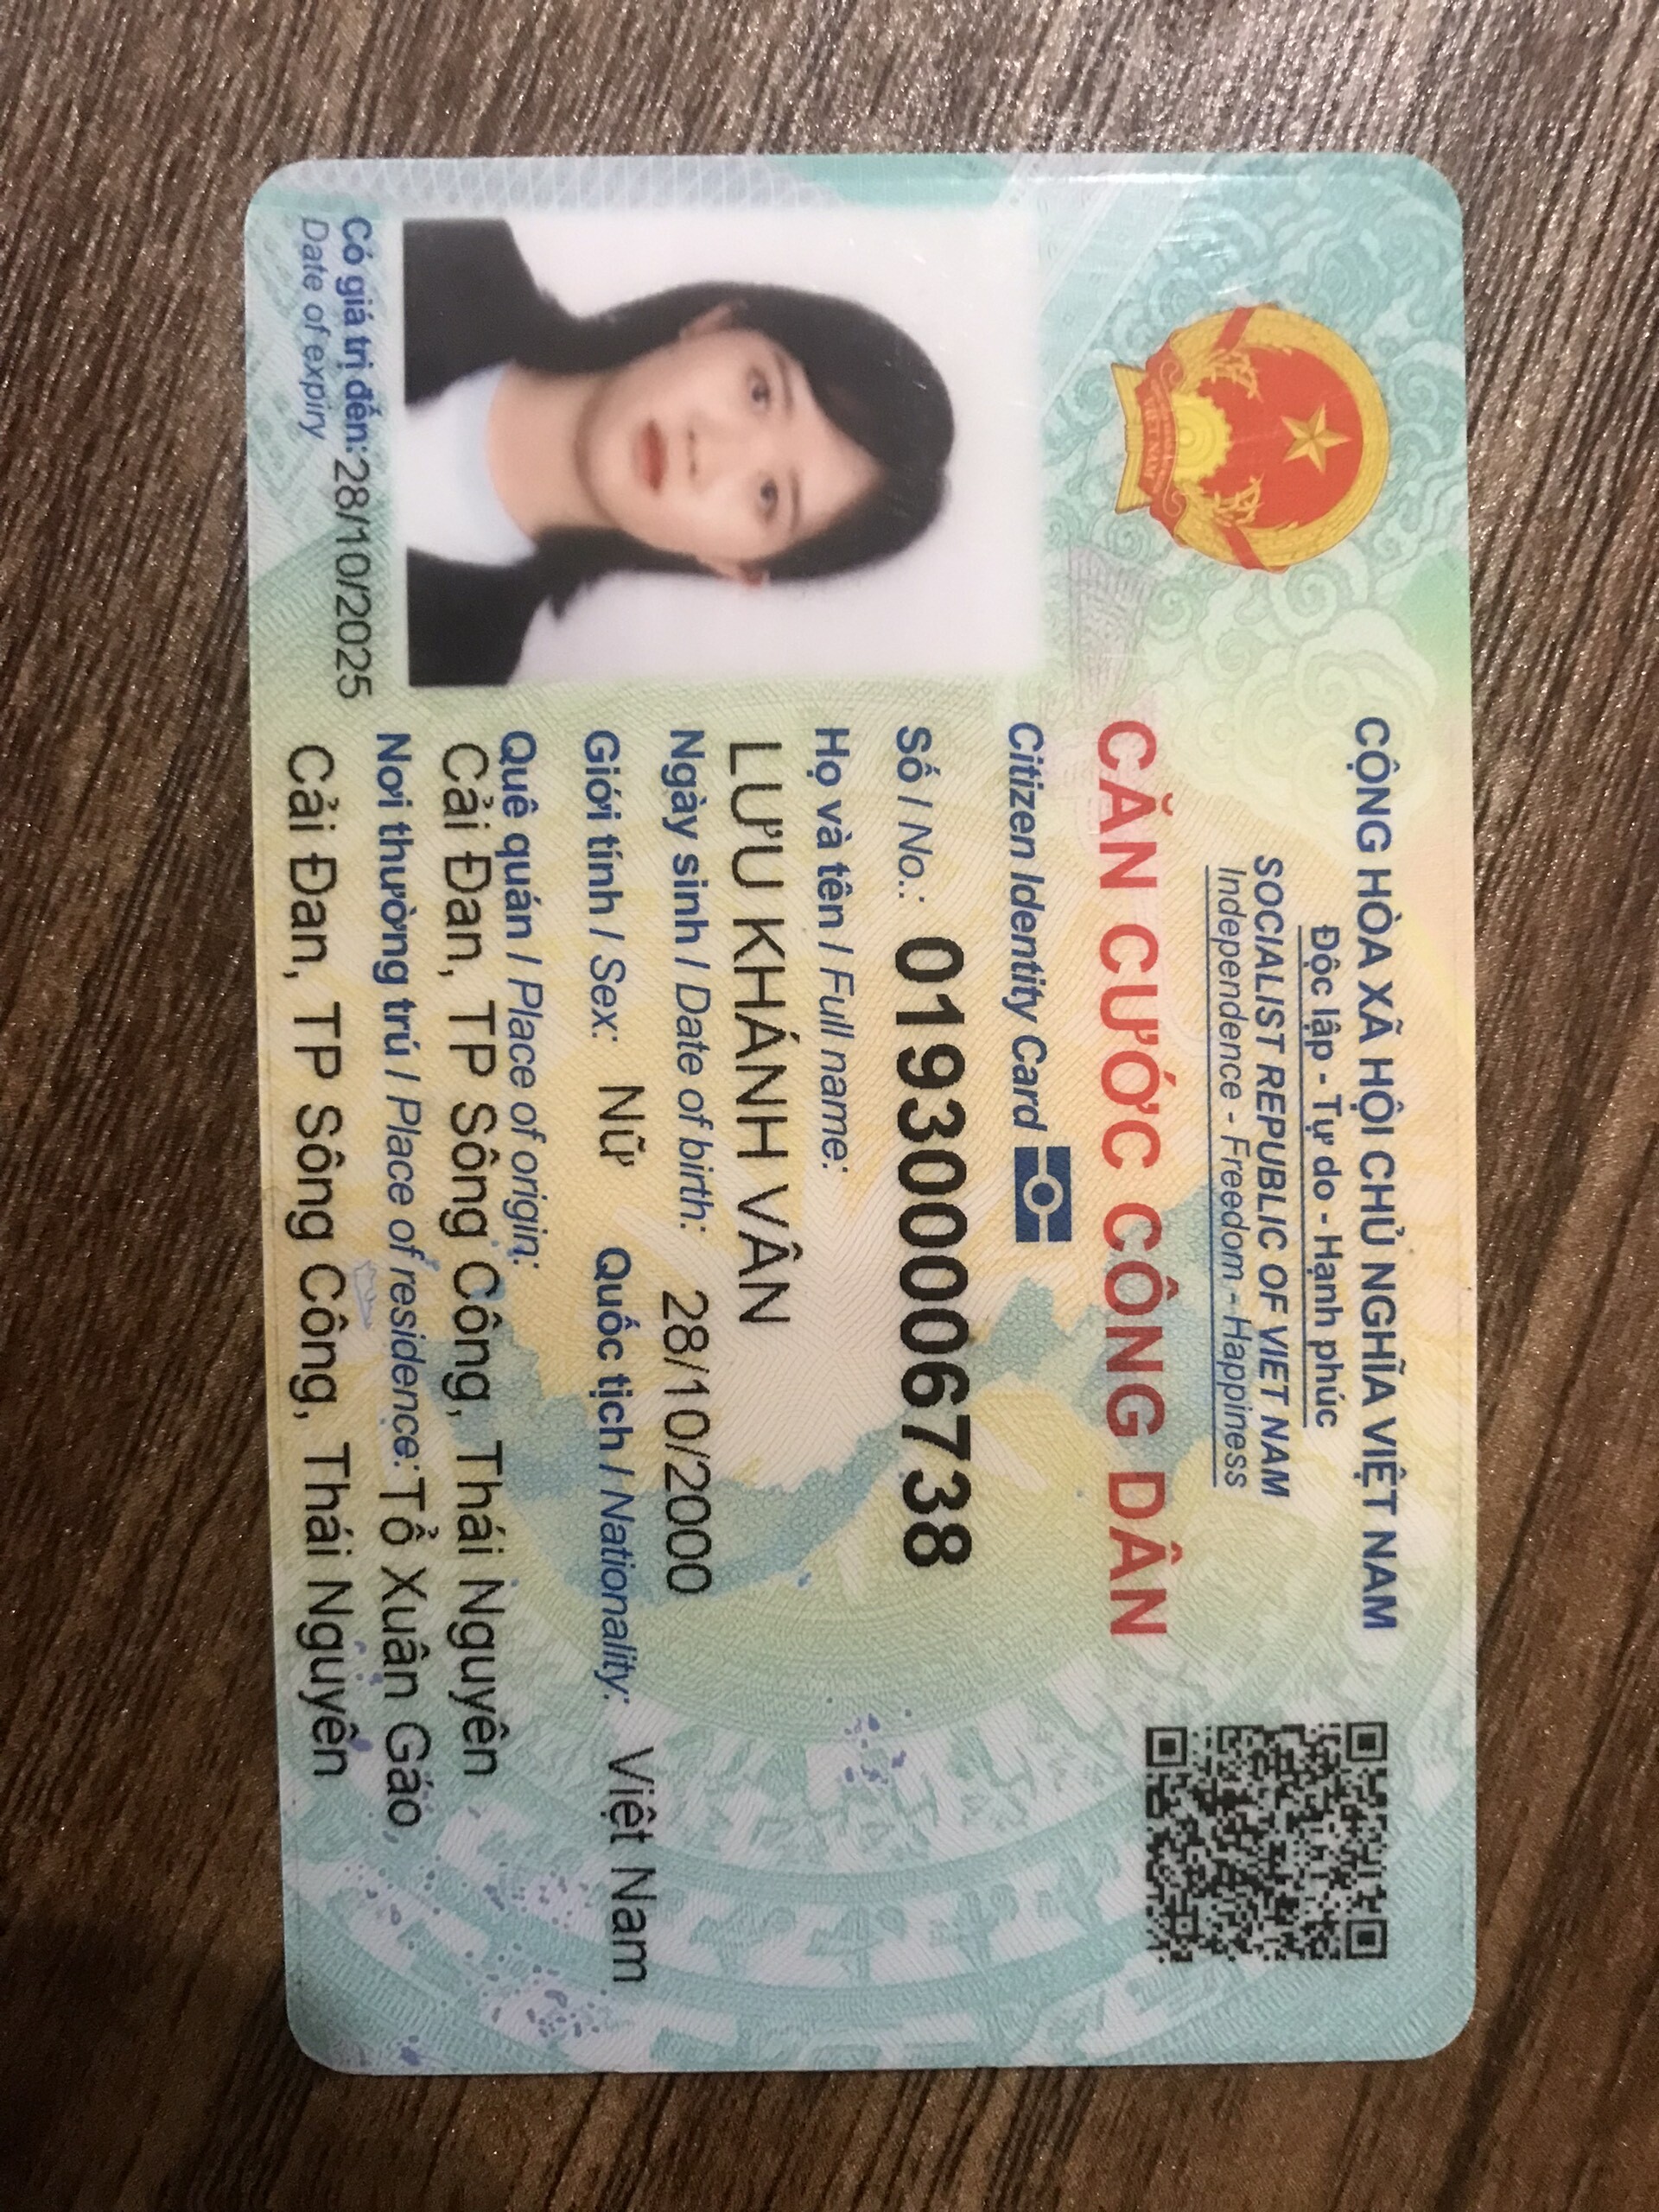 CỘNG HÒA XÃ HỘI CHỦ NGHĨA VIỆT NAM
Độc lập - Tự do - Hạnh phúc
SOCIALIST REPUBLIC OF VIET NAM
Independence - Freedom - Happiness
CĂN CƯỚC CÔNG DÂN
Citizen Identity Card
Số / No.: 019300006738
Họ và tên / Full name:
LƯU KHÁNH VÂN
Ngày sinh / Date of birth: 28/10/2000
Giới tính / Sex: Nữ Quốc tịch / Nationality: Việt Nam
Quê quán / Place of origin:
Cải Đan, TP Sông Công, Thái Nguyên
Nơi thường trú / Place of residence: Tổ Xuân Gáo
Cải Đan, TP Sông Công, Thái Nguyên
Có giá trị đến: 28/10/2025
Date of expiry